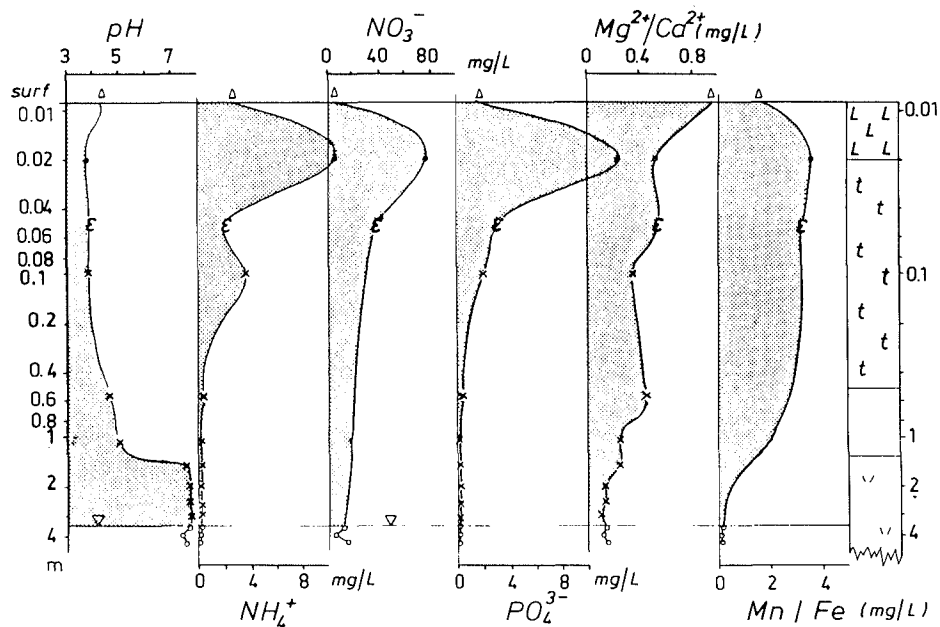 pH NO₃⁻ Mg²⁺/Ca²⁺ (mg/L)
3 5 7 0 40 80 mg/L 0 0.4 0.8
surf
0.01 L L 0.01
L
L L
0.02
t
0.04 t
ε ε ε ε ε
0.06
0.08 t
0.1 t 0.1
0.2 t
t
0.4 t
0.6
0.8
1 1
2 2
4 4
m
0 4 8 mg/L 0 4 8 mg/L 0 2 4
NH₄⁺ PO₄³⁻ Mn / Fe (mg/L)